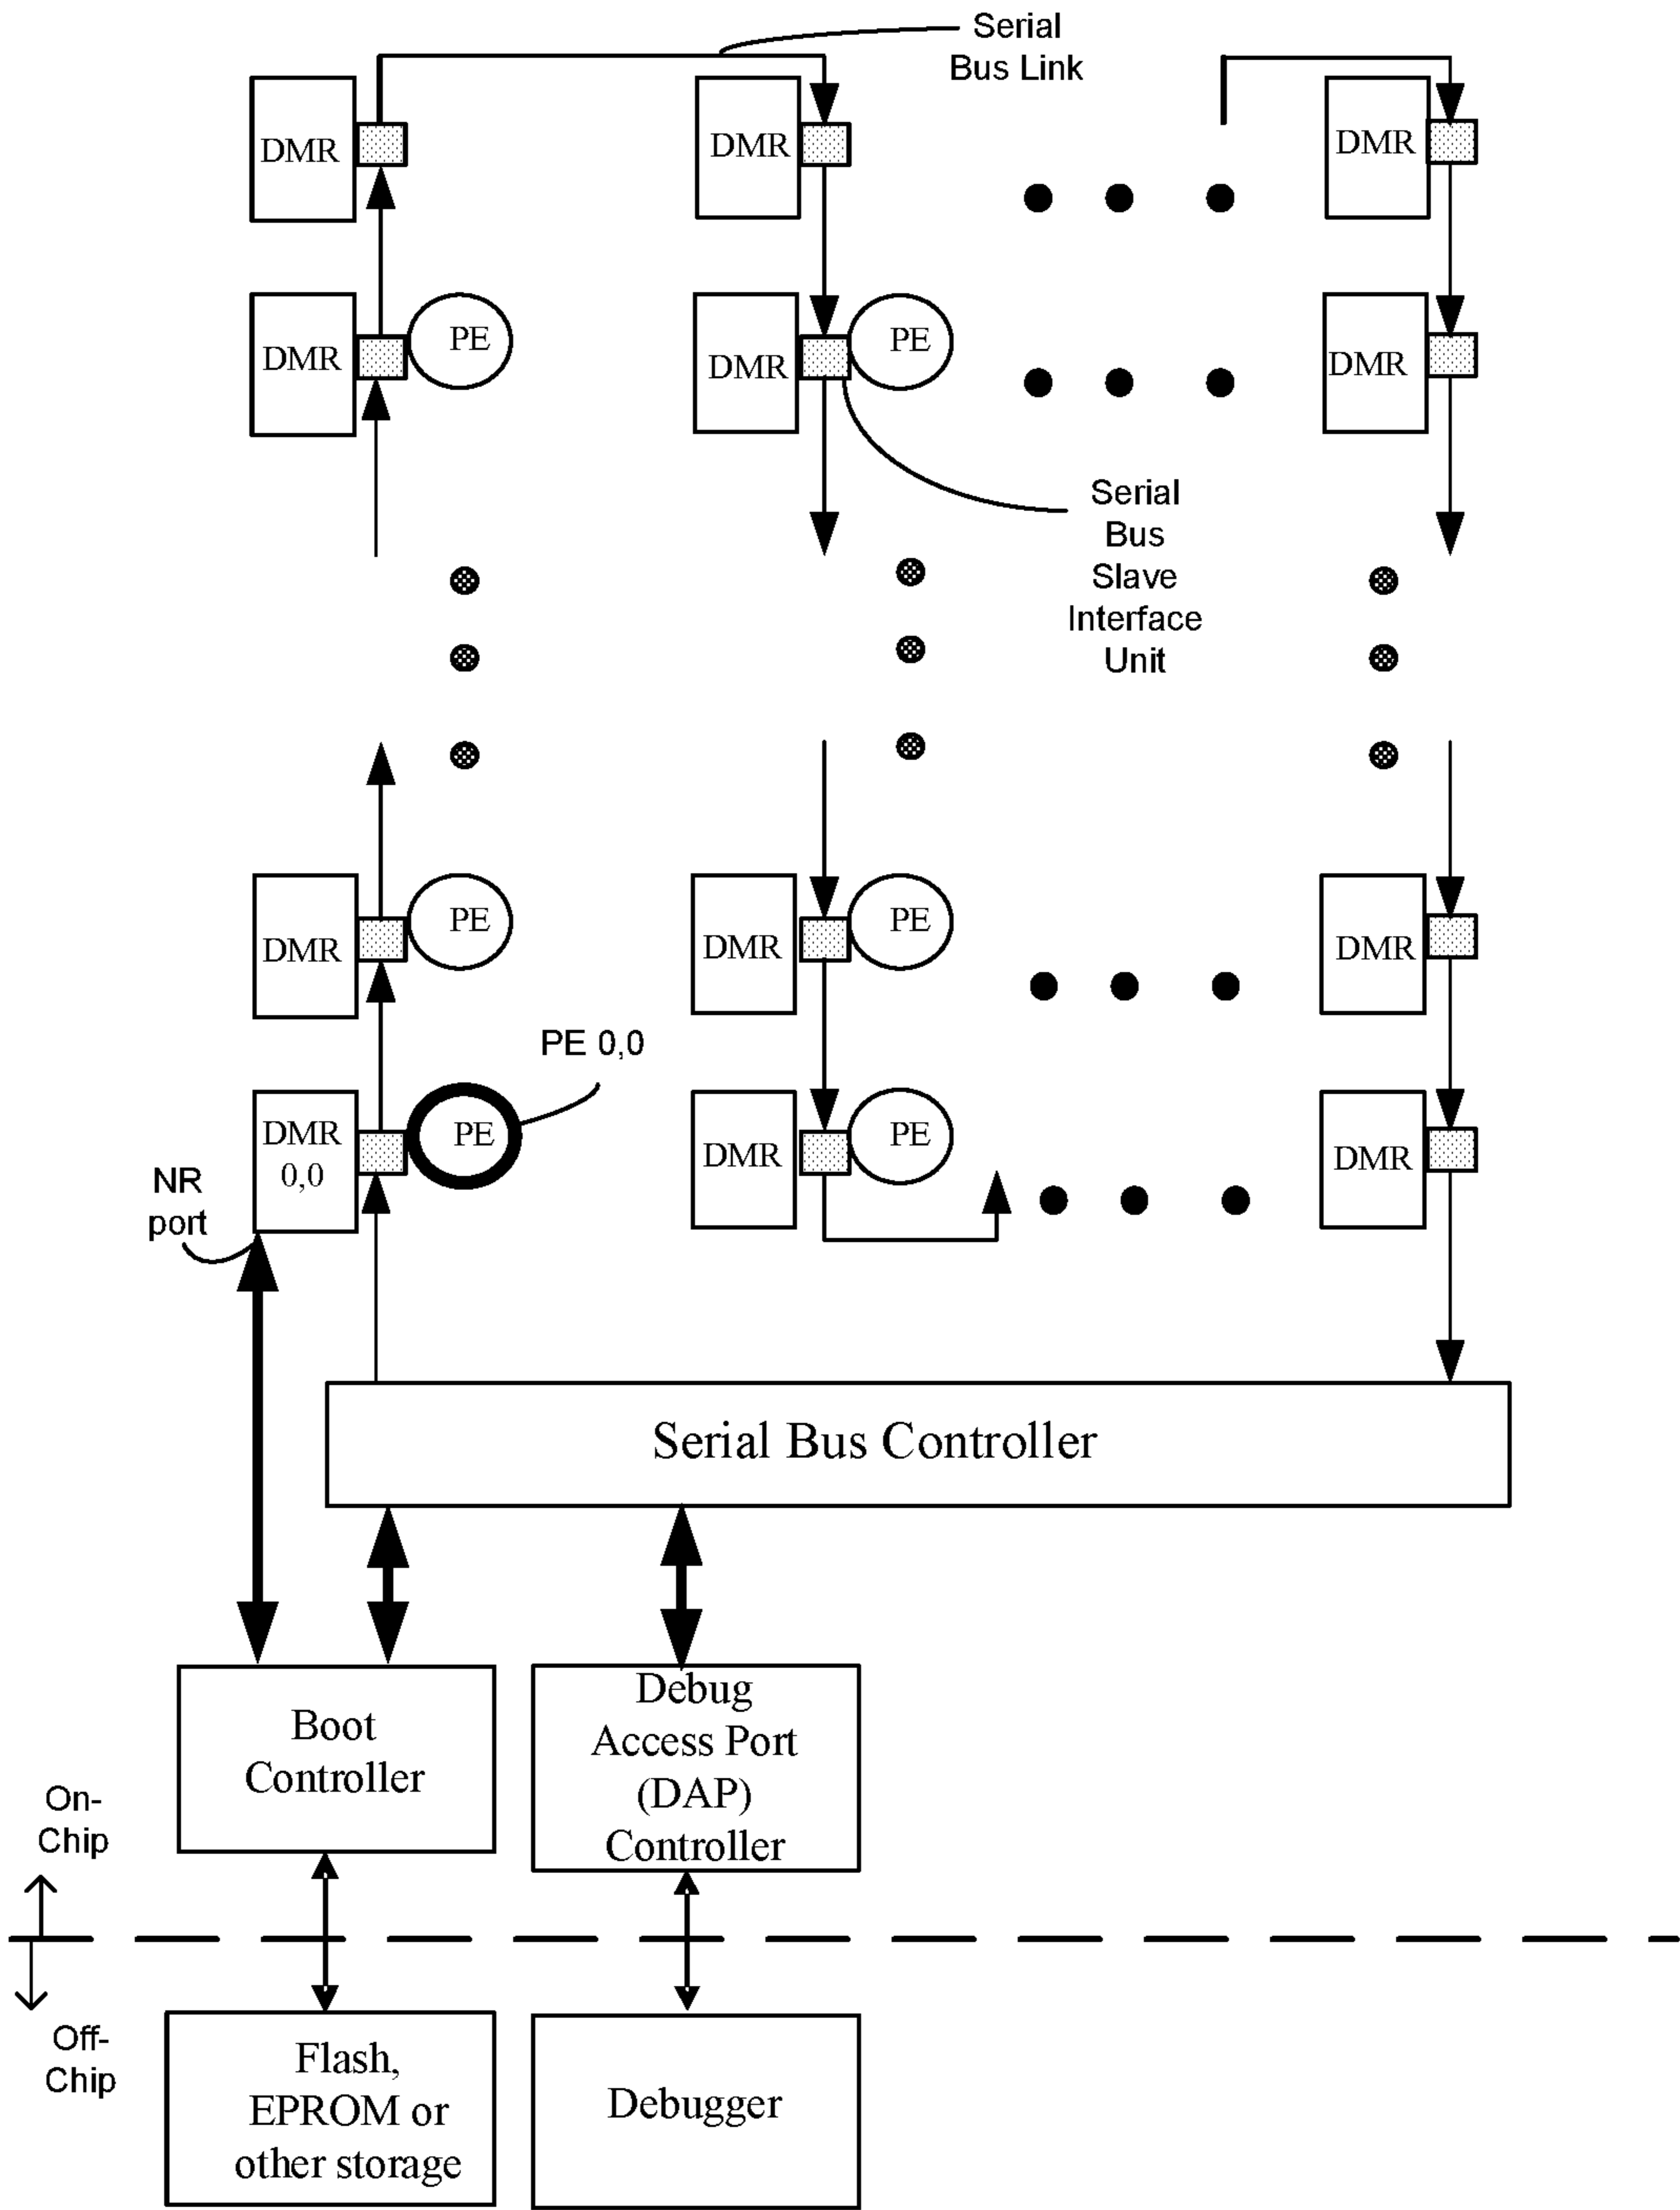 Serial
Bus Link
DMR
DMR
DMR
DMR
PE
DMR
PE
DMR
Serial
Bus
Slave
Interface
Unit
DMR
PE
DMR
PE
DMR
PE 0,0
DMR
0,0
PE
DMR
PE
DMR
NR
port
Serial Bus Controller
Boot
Controller
Debug
Access Port
(DAP)
Controller
On-
Chip
Off-
Chip
Flash,
EPROM or
other storage
Debugger